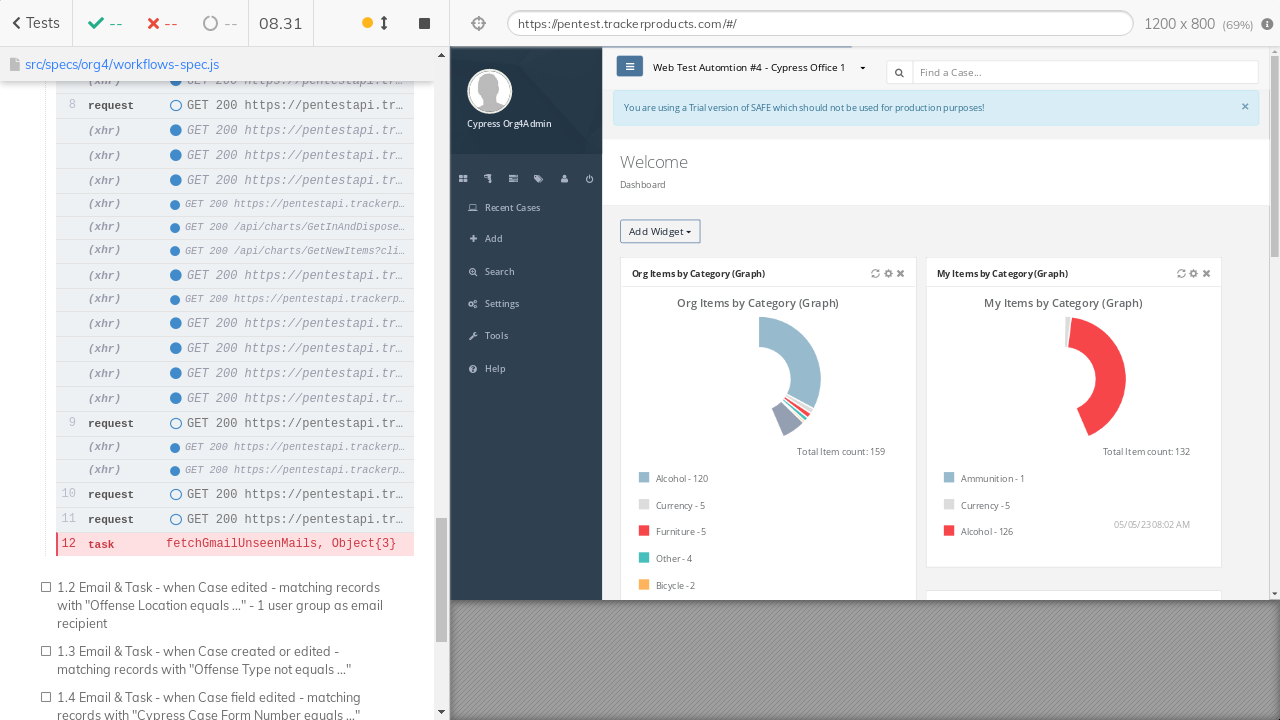 Tests
--
--
--
08.31
https://pentest.trackerproducts.com/#/
1200 x 800 (69%)
src/specs/org4/workflows-spec.js
8 request GET 200 https://pentestapi.tr…
(xhr) GET 200 https://pentestapi.tr…
(xhr) GET 200 https://pentestapi.tr…
(xhr) GET 200 https://pentestapi.tr…
(xhr) GET 200 https://pentestapi.trackerp…
(xhr) GET 200 /api/charts/GetInAndDispose…
(xhr) GET 200 /api/charts/GetNewItems?cli…
(xhr) GET 200 https://pentestapi.tr…
(xhr) GET 200 https://pentestapi.trackerp…
(xhr) GET 200 https://pentestapi.tr…
(xhr) GET 200 https://pentestapi.tr…
(xhr) GET 200 https://pentestapi.tr…
(xhr) GET 200 https://pentestapi.tr…
9 request GET 200 https://pentestapi.tr…
(xhr) GET 200 https://pentestapi.trackerp…
(xhr) GET 200 https://pentestapi.trackerp…
10 request GET 200 https://pentestapi.tr…
11 request GET 200 https://pentestapi.tr…
12 task fetchGmailUnseenMails, Object{3}
1.2 Email & Task - when Case edited - matching records
with "Offense Location equals ..." - 1 user group as email
recipient
1.3 Email & Task - when Case created or edited -
matching records with "Offense Type not equals ..."
1.4 Email & Task - when Case field edited - matching
records with "Cypress Case Form Number equals ..."
Cypress Org4Admin
Recent Cases
Add
Search
Settings
Tools
Help
Web Test Automtion #4 - Cypress Office 1
Find a Case...
You are using a Trial version of SAFE which should not be used for production purposes!
×
Welcome
Dashboard
Add Widget
Org Items by Category (Graph)
Org Items by Category (Graph)
Total Item count: 159
Alcohol - 120
Currency - 5
Furniture - 5
Other - 4
Bicycle - 2
My Items by Category (Graph)
My Items by Category (Graph)
Total Item count: 132
Ammunition - 1
Currency - 5
Alcohol - 126
05/05/23 08:02 AM